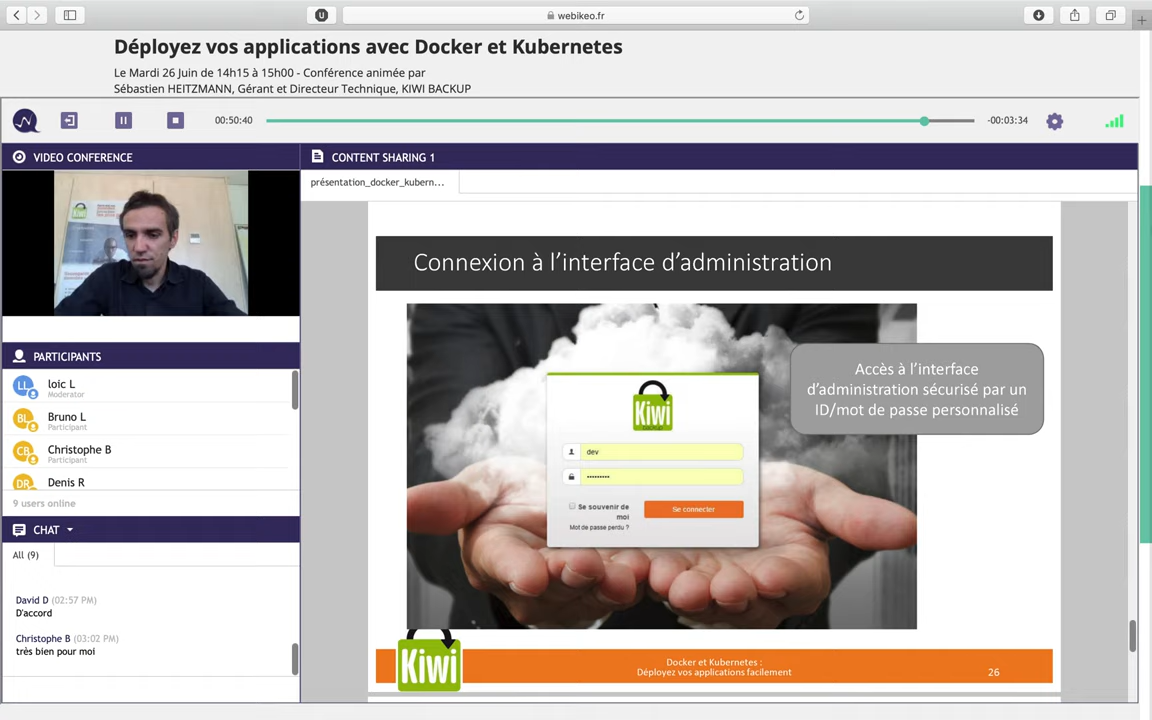 webikeo.fr
Déployez vos applications avec Docker et Kubernetes
Le Mardi 26 Juin de 14h15 à 15h00 - Conférence animée par
Sébastien HEITZMANN, Gérant et Directeur Technique, KIWI BACKUP
00:50:40
-00:03:34
VIDEO CONFERENCE
PARTICIPANTS
LL
loic L
Moderator
BL
Bruno L
Participant
CB
Christophe B
Participant
DR
Denis R
9 users online
CHAT
All (9)
David D (02:57 PM)
D'accord
Christophe B (03:02 PM)
très bien pour moi
CONTENT SHARING 1
présentation_docker_kubern...
Connexion à l'interface d'administration
Kiwi
dev
Se souvenir de
moi
Se connecter
Mot de passe perdu ?
Accès à l'interface
d'administration sécurisé par un
ID/mot de passe personnalisé
Kiwi
Docker et Kubernetes :
Déployez vos applications facilement
26